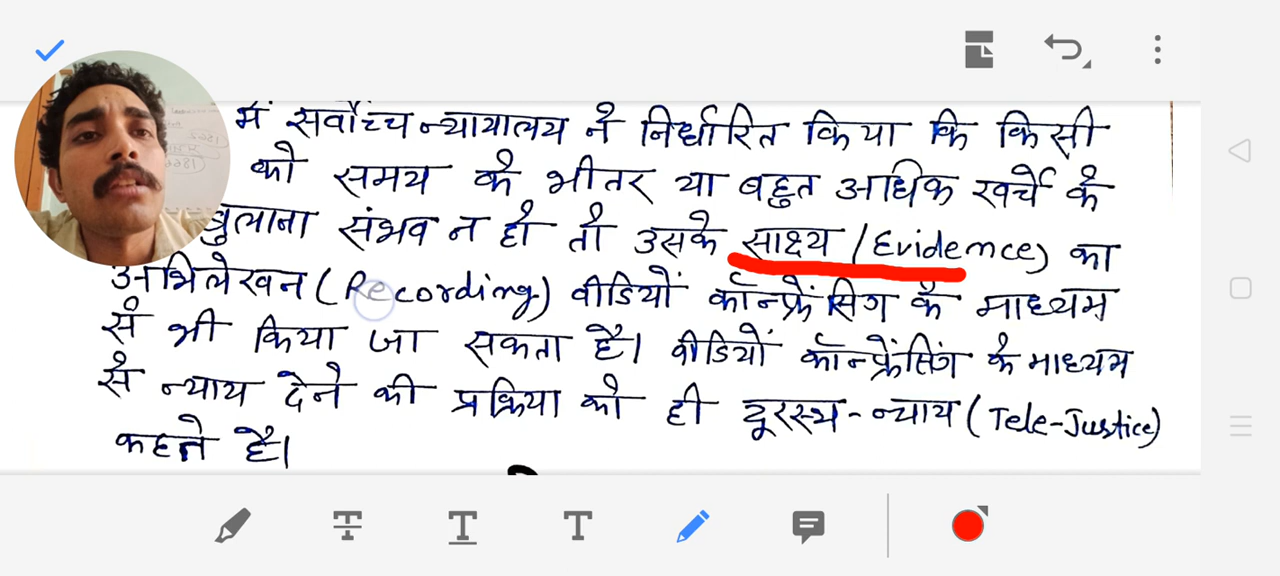 में सर्वोच्च न्यायालय ने निर्धारित किया कि किसी
को समय के भीतर या बहुत अधिक खर्चे के
बुलाना संभव न हो तो उसके साक्ष्य / Evidence) का
अभिलेखन (Recording) वीडियों कॉन्फ्रेंसिग के माध्यम
से भी किया जा सकता है। वीडियों कॉन्फ्रेंसिंग के माध्यम
से न्याय देने की प्रक्रिया को ही दूरस्थ-न्याय (Tele-Justice)
कहते है।